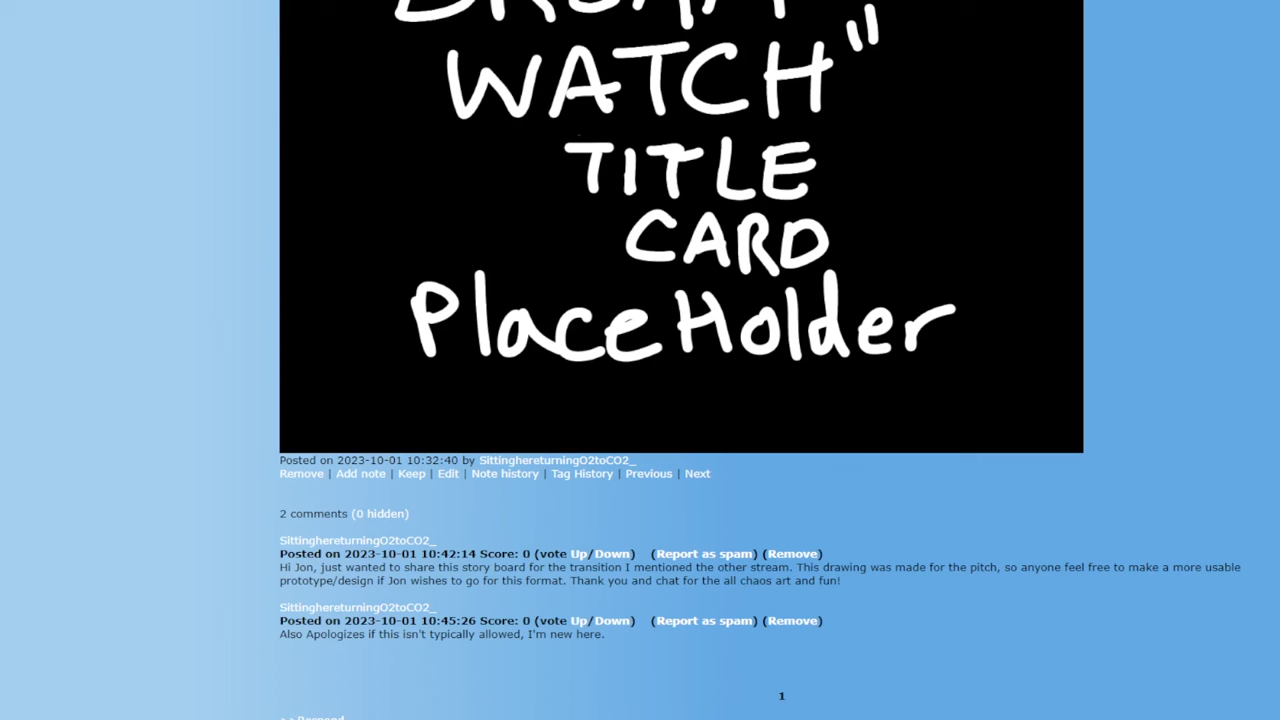 WATCH"
TITLE
CARD
PlaceHolder
Posted on 2023-10-01 10:32:40 by SittinghereturningO2toCO2_
Remove | Add note | Keep | Edit | Note history | Tag History | Previous | Next
2 comments (0 hidden)
SittinghereturningO2toCO2_
Posted on 2023-10-01 10:42:14 Score: 0 (vote Up/Down) (Report as spam) (Remove)
Hi Jon, just wanted to share this story board for the transition I mentioned the other stream. This drawing was made for the pitch, so anyone feel free to make a more usable
prototype/design if Jon wishes to go for this format. Thank you and chat for the all chaos art and fun!
SittinghereturningO2toCO2_
Posted on 2023-10-01 10:45:26 Score: 0 (vote Up/Down) (Report as spam) (Remove)
Also Apologizes if this isn't typically allowed, I'm new here.
1